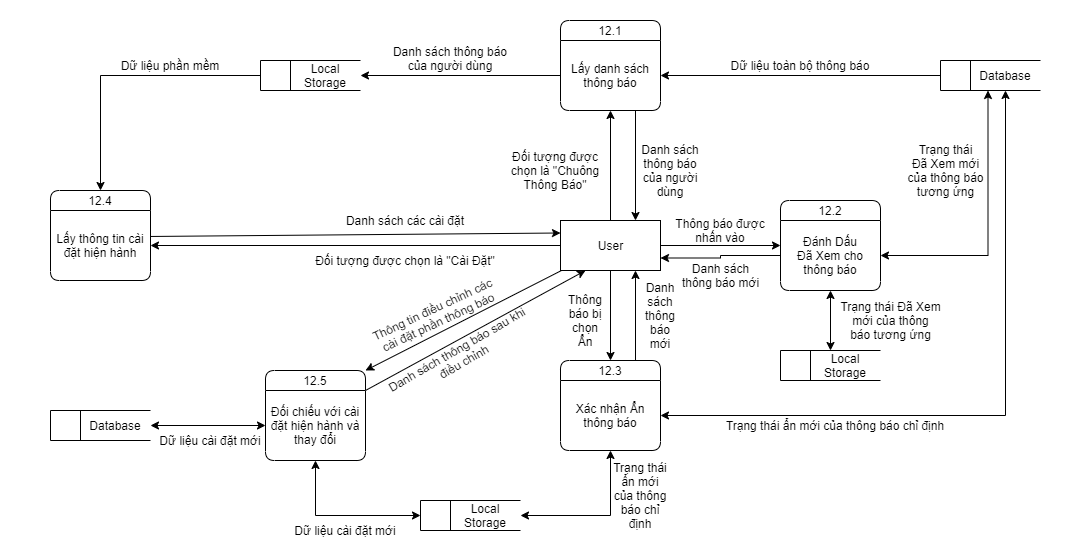 12.1
Lấy danh sách
thông báo
Danh sách thông báo
của người dùng
Dữ liệu phần mềm
Local
Storage
Dữ liệu toàn bộ thông báo
Database
Đối tượng được
chọn là "Chuông
Thông Báo"
Danh sách
thông báo
của người
dùng
Trạng thái
Đã Xem mới
của thông báo
tương ứng
12.4
Lấy thông tin cài
đặt hiện hành
Danh sách các cài đặt
Đối tượng được chọn là "Cài Đặt"
User
Thông báo được
nhấn vào
Danh sách
thông báo mới
12.2
Đánh Dấu
Đã Xem cho
thông báo
Thông tin điều chỉnh các
cài đặt phần thông báo
Danh sách thông báo sau khi
điều chỉnh
Thông
báo bị
chọn
Ẩn
Danh
sách
thông
báo
mới
Trạng thái Đã Xem
mới của thông
báo tương ứng
Local
Storage
12.5
Đối chiếu với cài
đặt hiện hành và
thay đổi
12.3
Xác nhận Ẩn
thông báo
Database
Dữ liệu cài đặt mới
Trạng thái ẩn mới của thông báo chỉ định
Trạng thái
ẩn mới
của thông
báo chỉ
định
Local
Storage
Dữ liệu cài đặt mới